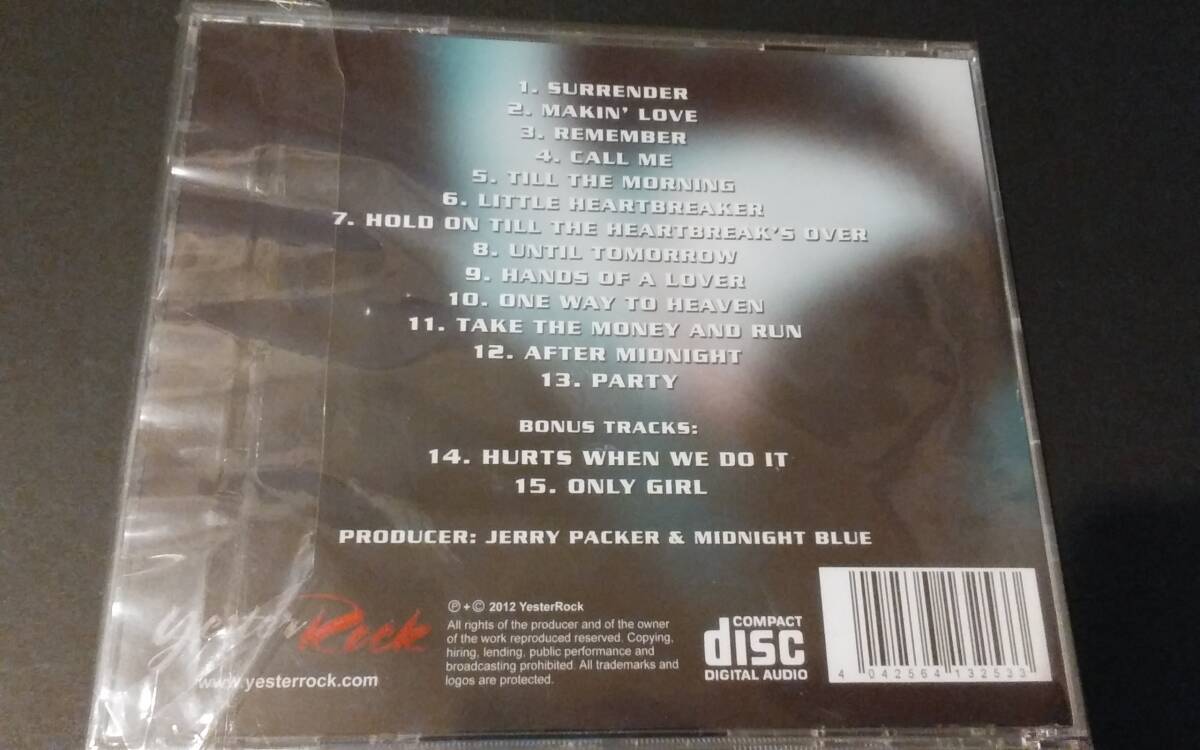 1. SURRENDER
2. MAKIN' LOVE
3. REMEMBER
4. CALL ME
5. TILL THE MORNING
6. LITTLE HEARTBREAKER
7. HOLD ON TILL THE HEARTBREAK'S OVER
8. UNTIL TOMORROW
9. HANDS OF A LOVER
10. ONE WAY TO HEAVEN
11. TAKE THE MONEY AND RUN
12. AFTER MIDNIGHT
13. PARTY
BONUS TRACKS:
14. HURTS WHEN WE DO IT
15. ONLY GIRL
PRODUCER: JERRY PACKER & MIDNIGHT BLUE
YesterRock
www.yesterrock.com
℗ + © 2012 YesterRock
All rights of the producer and of the owner
of the work reproduced reserved. Copying,
hiring, lending, public performance and
broadcasting prohibited. All trademarks and
logos are protected.
COMPACT
disc
DIGITAL AUDIO
4 042564 132533